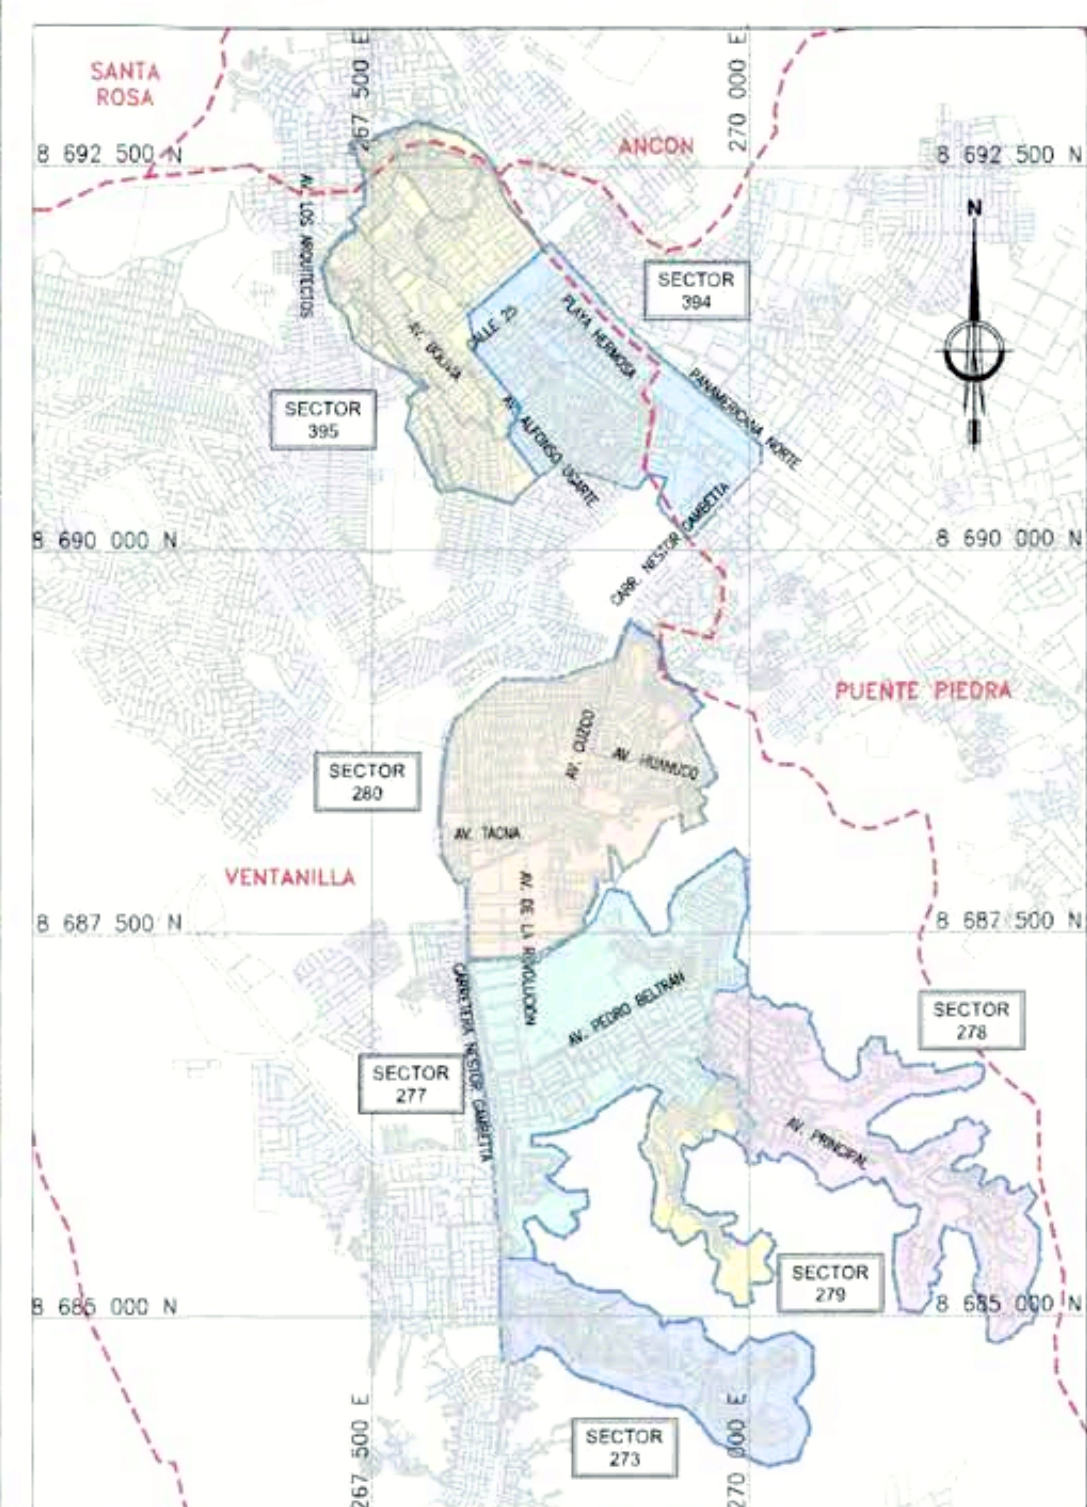 SANTA
ROSA
267 500 E
270 000 E
ANCON
8 692 500 N
8 692 500 N
N
AV. LOS ARQUITECTOS
SECTOR
394
CALLE 25
PLAYA HERMOSA
AV. BOLIVIA
PANAMERICANA NORTE
SECTOR
395
AV. ALFONSO UGARTE
CARR. NESTOR GAMBETTA
8 690 000 N
8 690 000 N
PUENTE PIEDRA
AV. CUZCO
AV. HUANUCO
SECTOR
280
AV. TACNA
VENTANILLA
AV. DE LA REVOLUCION
8 687 500 N
8 687 500 N
CARRETERA NESTOR GAMBETTA
AV. PEDRO BELTRAN
SECTOR
278
SECTOR
277
AV. PRINCIPAL
SECTOR
279
8 685 000 N
8 685 000 N
267 500 E
270 000 E
SECTOR
273